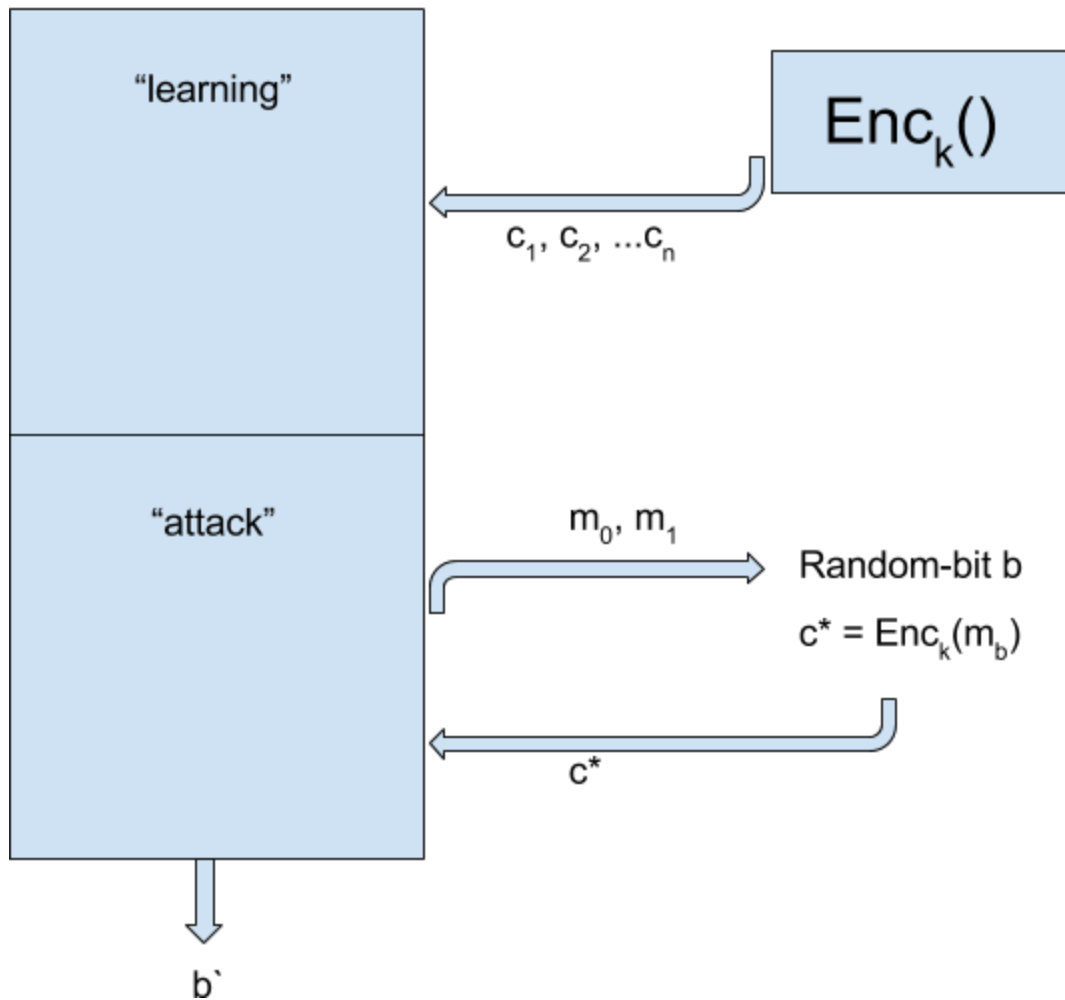 “learning”
Enc_k()
c_1, c_2, ...c_n
“attack”
m_0, m_1
Random-bit b
c* = Enc_k(m_b)
c*
b`